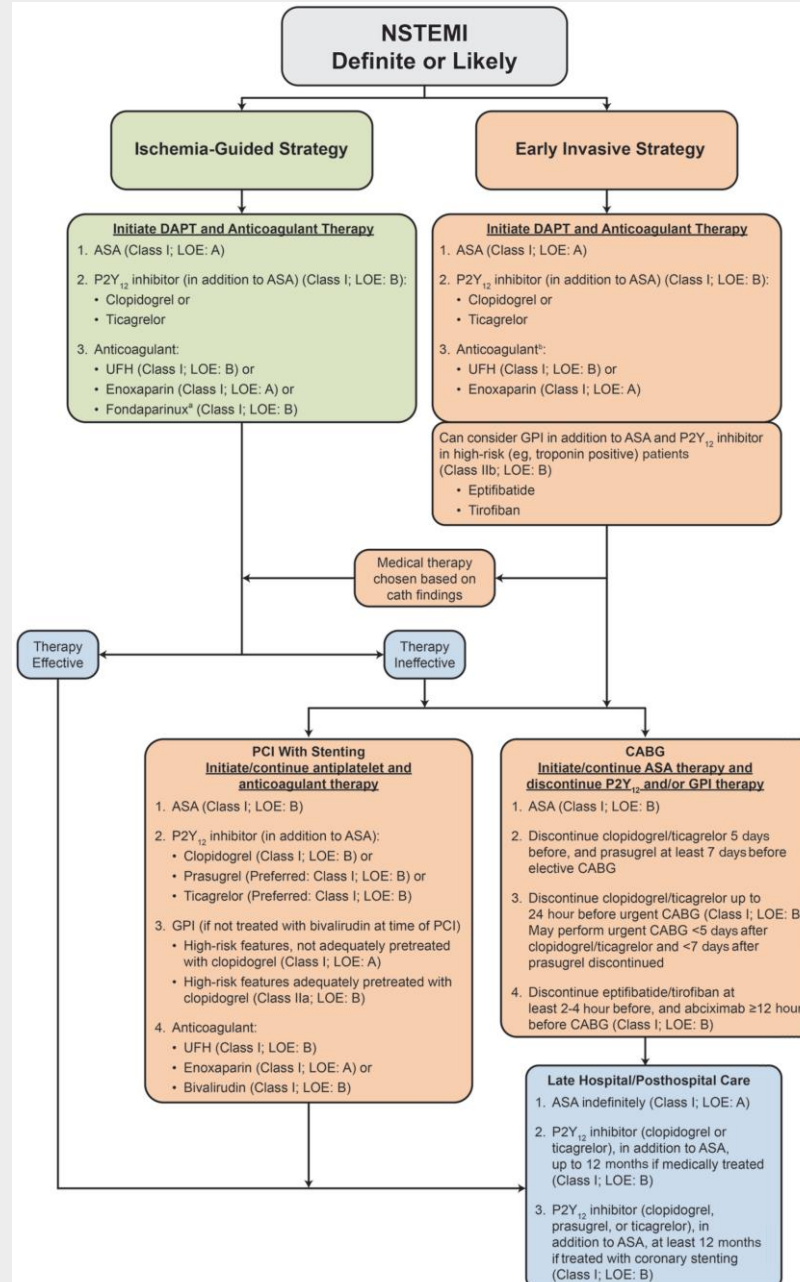 NSTEMI
Definite or Likely
Ischemia-Guided Strategy
Early Invasive Strategy
Initiate DAPT and Anticoagulant Therapy
1. ASA (Class I; LOE: A)
2. P2Y₁₂ inhibitor (in addition to ASA) (Class I; LOE: B):
• Clopidogrel or
• Ticagrelor
3. Anticoagulant:
• UFH (Class I; LOE: B) or
• Enoxaparin (Class I; LOE: A) or
• Fondaparinuxª (Class I; LOE: B)
Initiate DAPT and Anticoagulant Therapy
1. ASA (Class I; LOE: A)
2. P2Y₁₂ inhibitor (in addition to ASA) (Class I; LOE: B):
• Clopidogrel or
• Ticagrelor
3. Anticoagulantᵇ:
• UFH (Class I; LOE: B) or
• Enoxaparin (Class I; LOE: A)
Can consider GPI in addition to ASA and P2Y₁₂ inhibitor
in high-risk (eg, troponin positive) patients
(Class IIb; LOE: B)
• Eptifibatide
• Tirofiban
Medical therapy
chosen based on
cath findings
Therapy
Effective
Therapy
Ineffective
PCI With Stenting
Initiate/continue antiplatelet and
anticoagulant therapy
1. ASA (Class I; LOE: B)
2. P2Y₁₂ inhibitor (in addition to ASA):
• Clopidogrel (Class I; LOE: B) or
• Prasugrel (Preferred: Class I; LOE: B) or
• Ticagrelor (Preferred: Class I; LOE: B)
3. GPI (if not treated with bivalirudin at time of PCI)
• High-risk features, not adequately pretreated
with clopidogrel (Class I; LOE: A)
• High-risk features adequately pretreated with
clopidogrel (Class IIa; LOE: B)
4. Anticoagulant:
• UFH (Class I; LOE: B)
• Enoxaparin (Class I; LOE: A) or
• Bivalirudin (Class I; LOE: B)
CABG
Initiate/continue ASA therapy and
discontinue P2Y₁₂ and/or GPI therapy
1. ASA (Class I; LOE: B)
2. Discontinue clopidogrel/ticagrelor 5 days
before, and prasugrel at least 7 days before
elective CABG
3. Discontinue clopidogrel/ticagrelor up to
24 hour before urgent CABG (Class I; LOE: B
May perform urgent CABG <5 days after
clopidogrel/ticagrelor and <7 days after
prasugrel discontinued
4. Discontinue eptifibatide/tirofiban at
least 2-4 hour before, and abciximab ≥12 hour
before CABG (Class I; LOE: B)
Late Hospital/Posthospital Care
1. ASA indefinitely (Class I; LOE: A)
2. P2Y₁₂ inhibitor (clopidogrel or
ticagrelor), in addition to ASA,
up to 12 months if medically treated
(Class I; LOE: B)
3. P2Y₁₂ inhibitor (clopidogrel,
prasugrel, or ticagrelor), in
addition to ASA, at least 12 months
if treated with coronary stenting
(Class I; LOE: B)